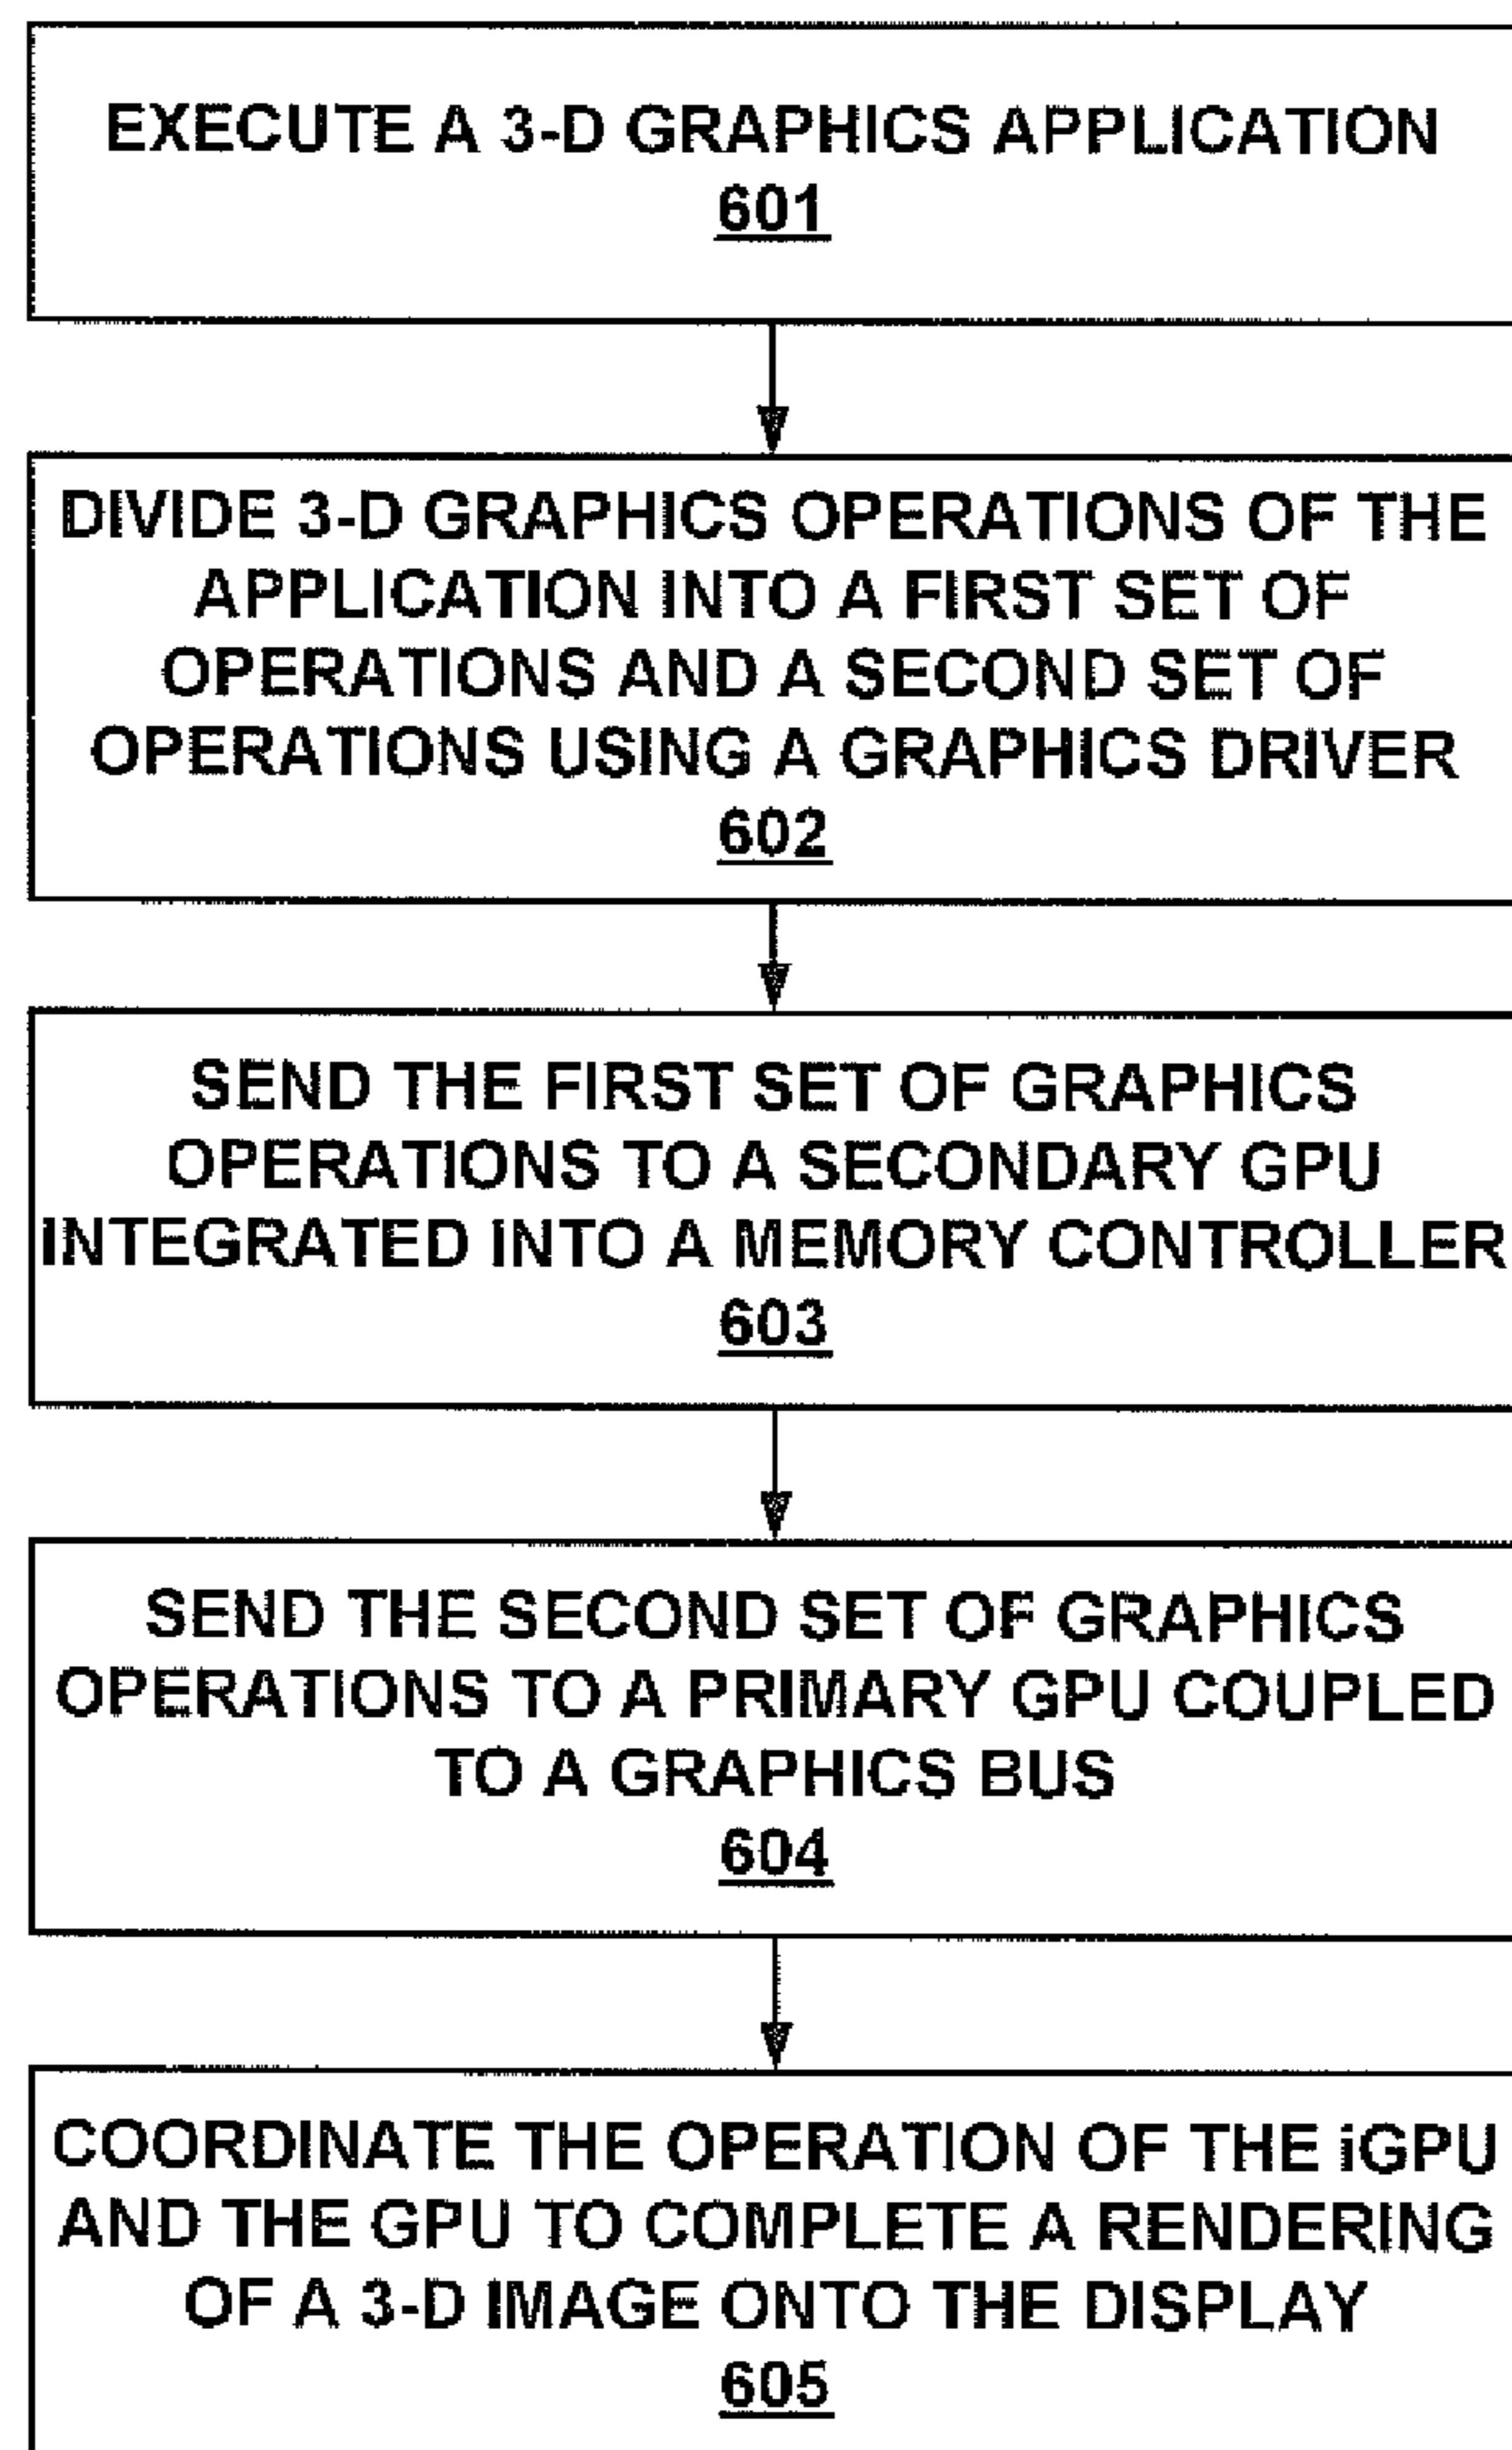 EXECUTE A 3-D GRAPHICS APPLICATION
601
DIVIDE 3-D GRAPHICS OPERATIONS OF THE
APPLICATION INTO A FIRST SET OF
OPERATIONS AND A SECOND SET OF
OPERATIONS USING A GRAPHICS DRIVER
602
SEND THE FIRST SET OF GRAPHICS
OPERATIONS TO A SECONDARY GPU
INTEGRATED INTO A MEMORY CONTROLLER
603
SEND THE SECOND SET OF GRAPHICS
OPERATIONS TO A PRIMARY GPU COUPLED
TO A GRAPHICS BUS
604
COORDINATE THE OPERATION OF THE iGPU
AND THE GPU TO COMPLETE A RENDERING
OF A 3-D IMAGE ONTO THE DISPLAY
605